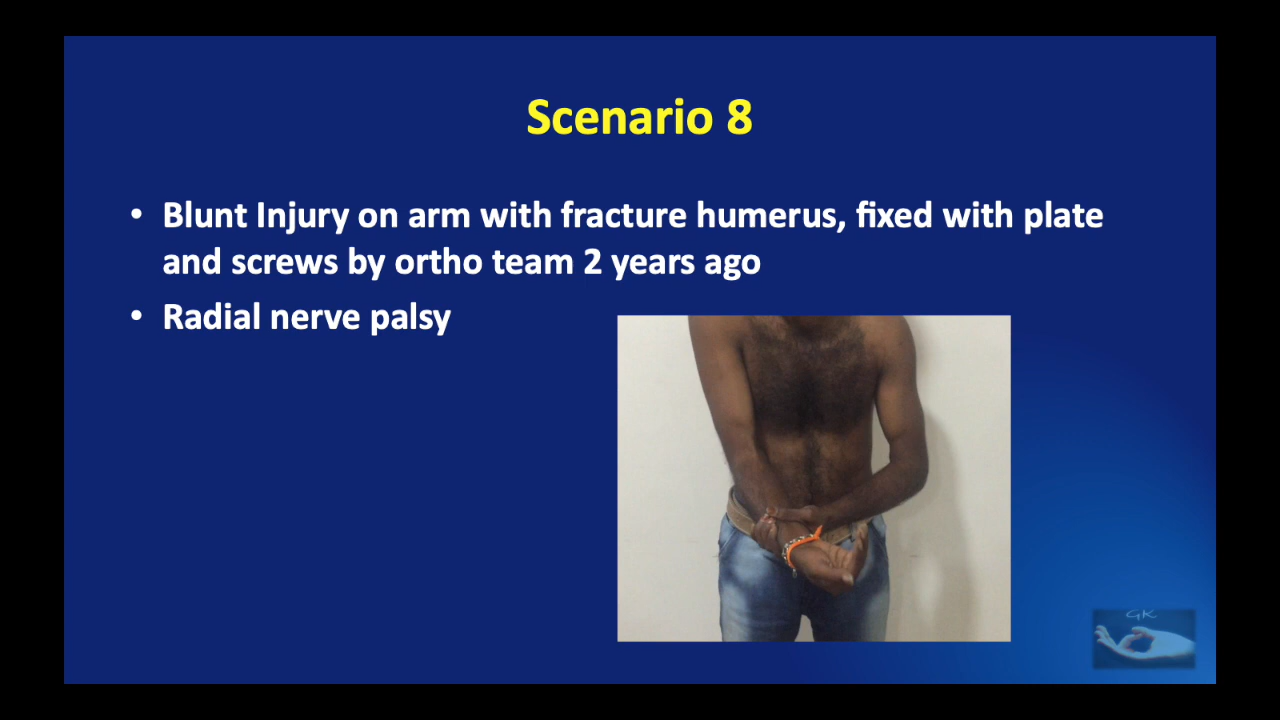 Scenario 8
• Blunt Injury on arm with fracture humerus, fixed with plate
and screws by ortho team 2 years ago
• Radial nerve palsy
GK